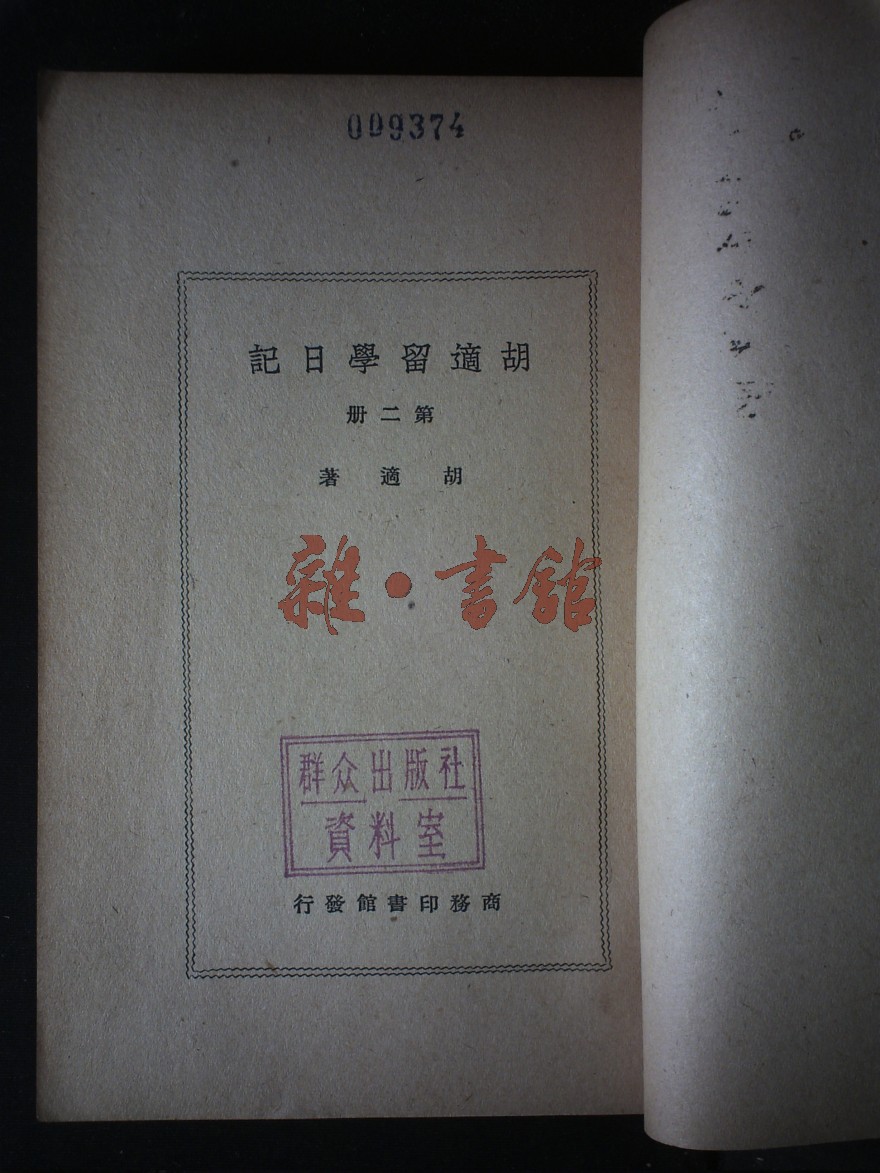 009374
胡適留學日記
第二册
胡適著
雜·書館
群众出版社
資料室
商務印書館發行